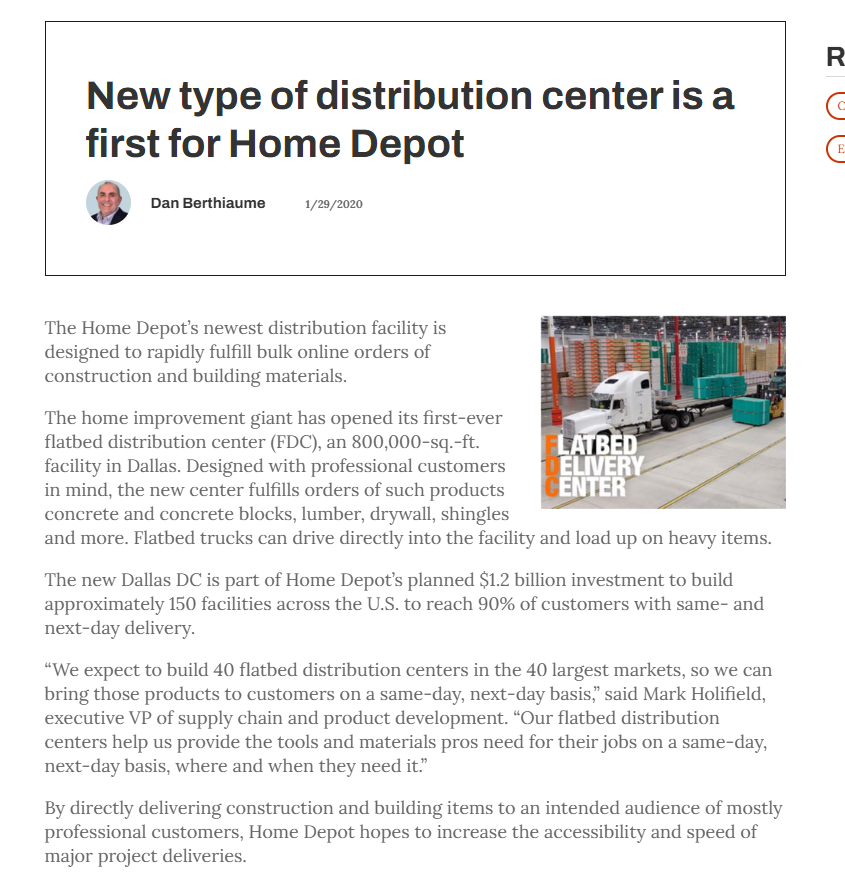 New type of distribution center is a
first for Home Depot
Dan Berthiaume 1/29/2020
The Home Depot’s newest distribution facility is
designed to rapidly fulfill bulk online orders of
construction and building materials.
The home improvement giant has opened its first-ever
flatbed distribution center (FDC), an 800,000-sq.-ft.
facility in Dallas. Designed with professional customers
in mind, the new center fulfills orders of such products
concrete and concrete blocks, lumber, drywall, shingles
and more. Flatbed trucks can drive directly into the facility and load up on heavy items.
FLATBED
DELIVERY
CENTER
The new Dallas DC is part of Home Depot’s planned $1.2 billion investment to build
approximately 150 facilities across the U.S. to reach 90% of customers with same- and
next-day delivery.
“We expect to build 40 flatbed distribution centers in the 40 largest markets, so we can
bring those products to customers on a same-day, next-day basis,” said Mark Holifield,
executive VP of supply chain and product development. “Our flatbed distribution
centers help us provide the tools and materials pros need for their jobs on a same-day,
next-day basis, where and when they need it.”
By directly delivering construction and building items to an intended audience of mostly
professional customers, Home Depot hopes to increase the accessibility and speed of
major project deliveries.
R
E